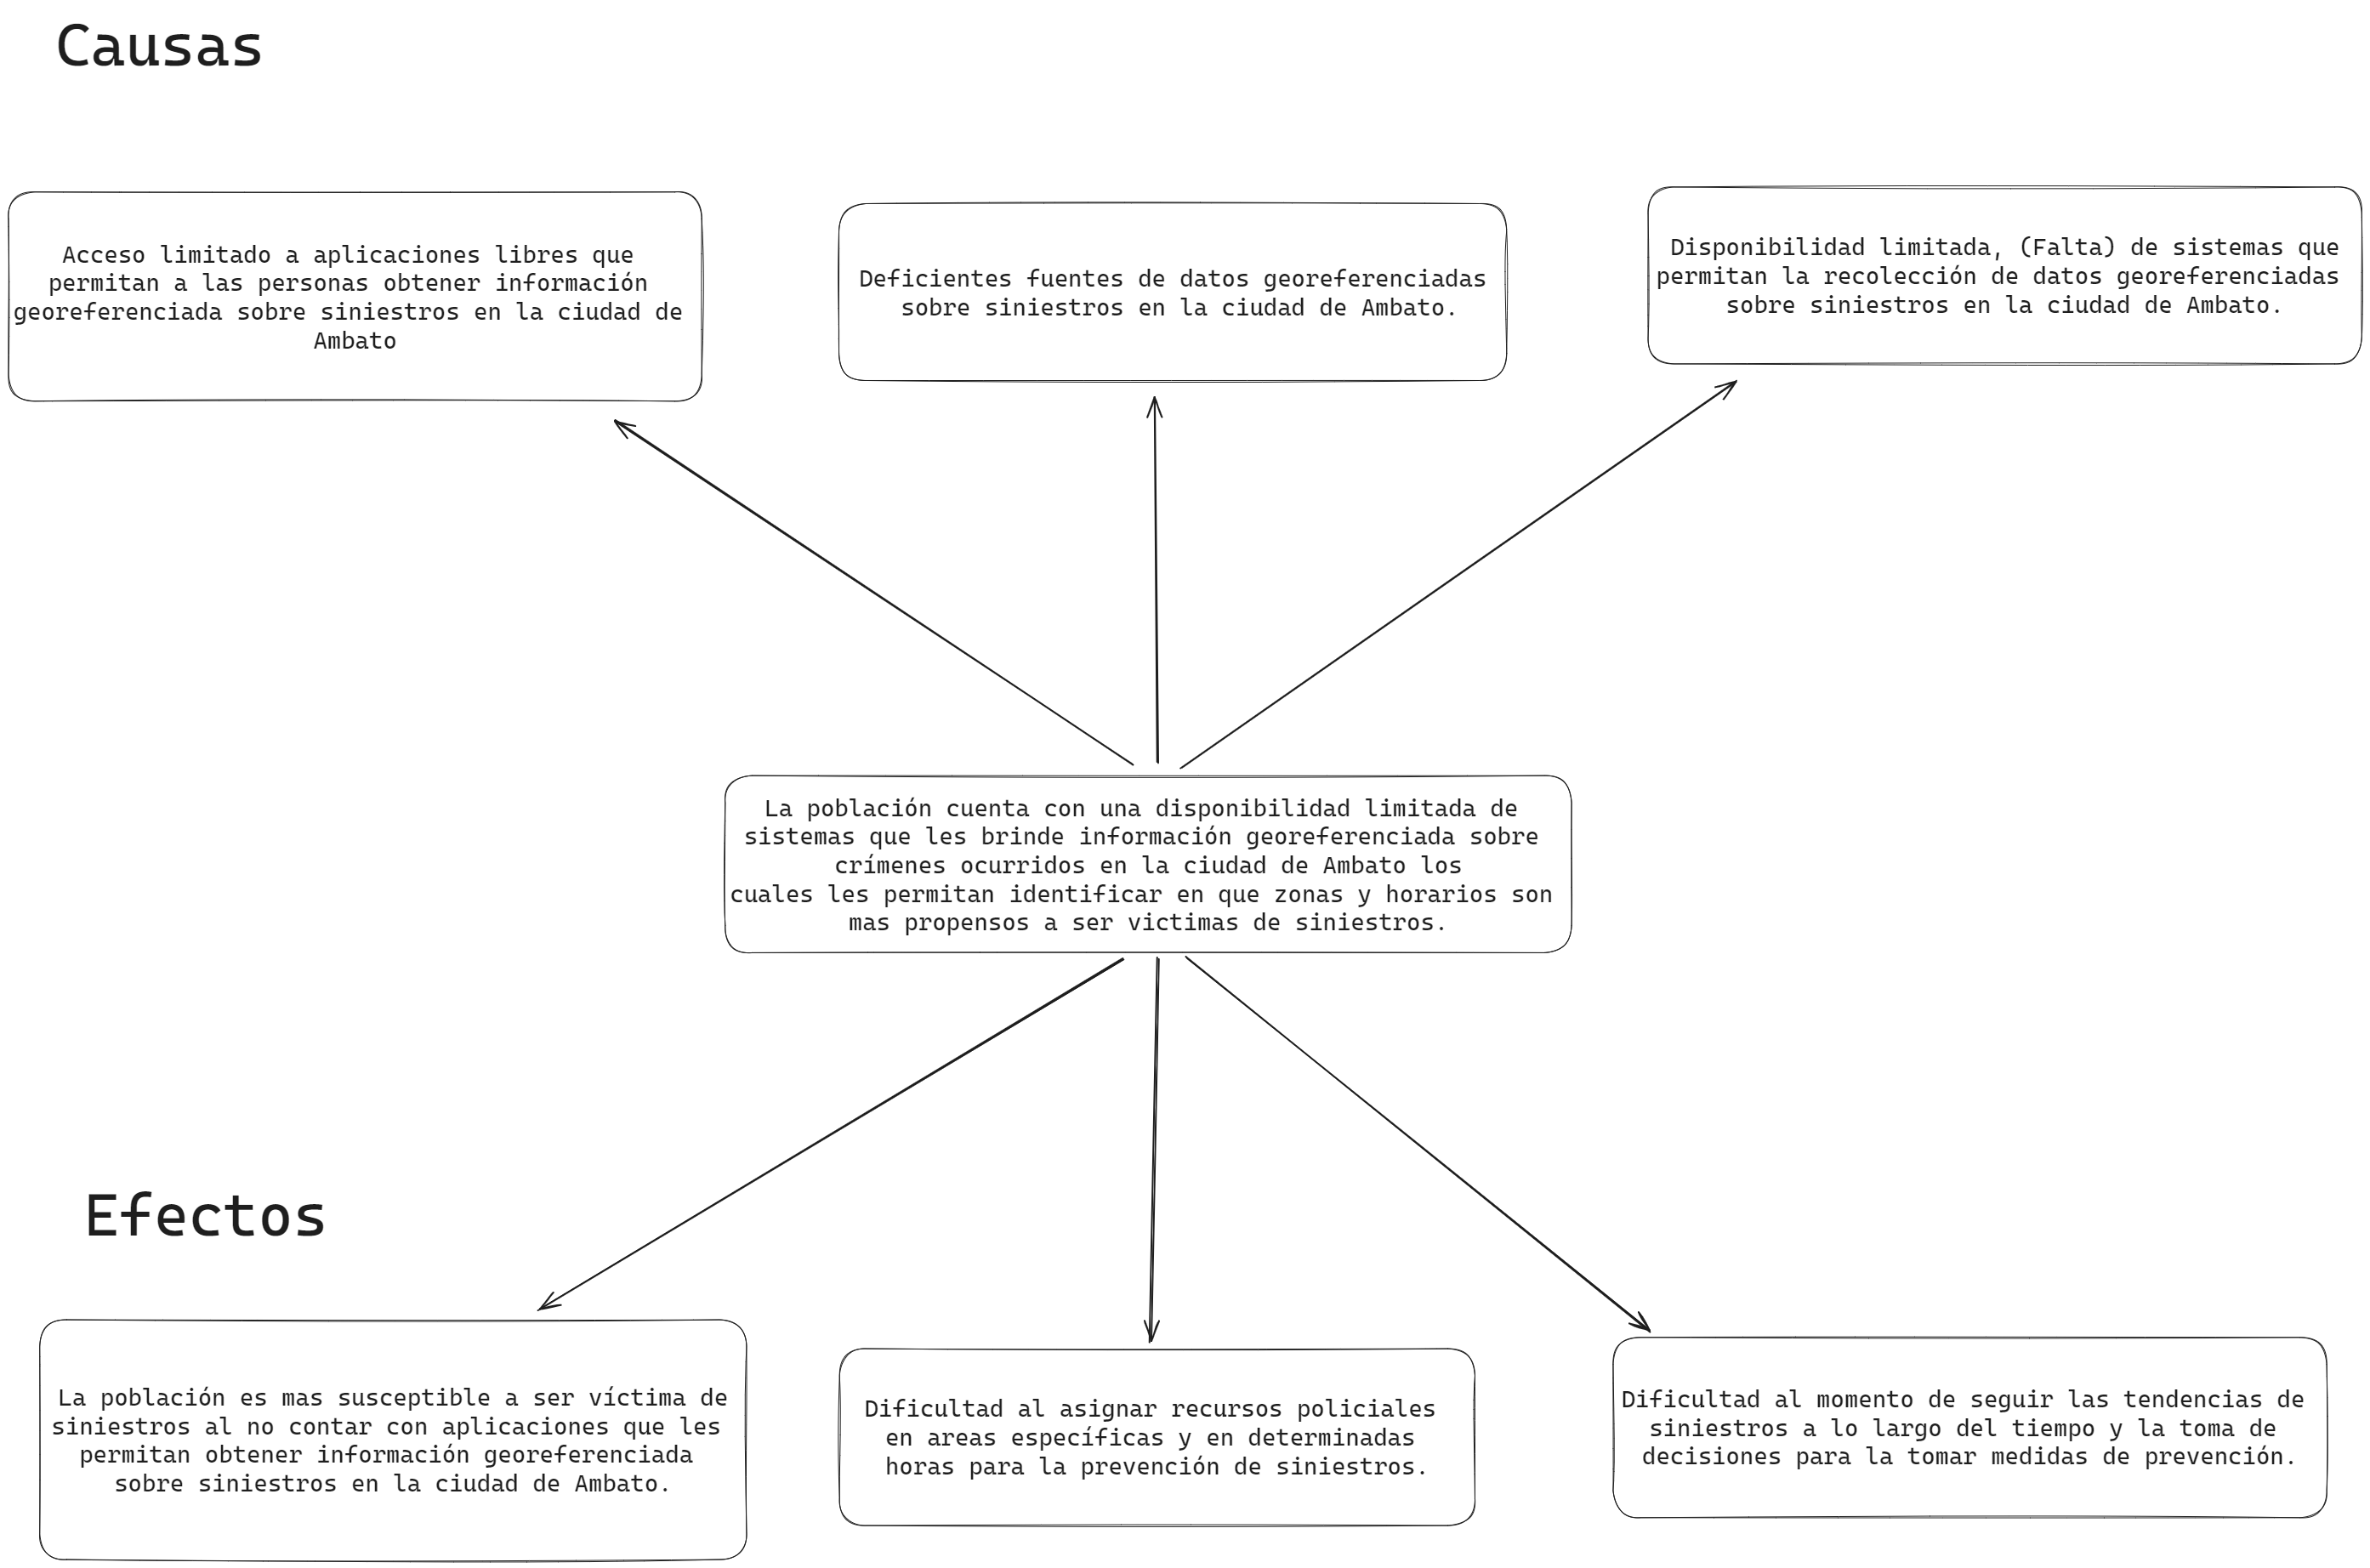 Causas
Acceso limitado a aplicaciones libres que
permitan a las personas obtener información
georeferenciada sobre siniestros en la ciudad de
Ambato
Deficientes fuentes de datos georeferenciadas
sobre siniestros en la ciudad de Ambato.
Disponibilidad limitada, (Falta) de sistemas que
permitan la recolección de datos georeferenciadas
sobre siniestros en la ciudad de Ambato.
La población cuenta con una disponibilidad limitada de
sistemas que les brinde información georeferenciada sobre
crímenes ocurridos en la ciudad de Ambato los
cuales les permitan identificar en que zonas y horarios son
mas propensos a ser victimas de siniestros.
Efectos
La población es mas susceptible a ser víctima de
siniestros al no contar con aplicaciones que les
permitan obtener información georeferenciada
sobre siniestros en la ciudad de Ambato.
Dificultad al asignar recursos policiales
en areas específicas y en determinadas
horas para la prevención de siniestros.
Dificultad al momento de seguir las tendencias de
siniestros a lo largo del tiempo y la toma de
decisiones para la tomar medidas de prevención.